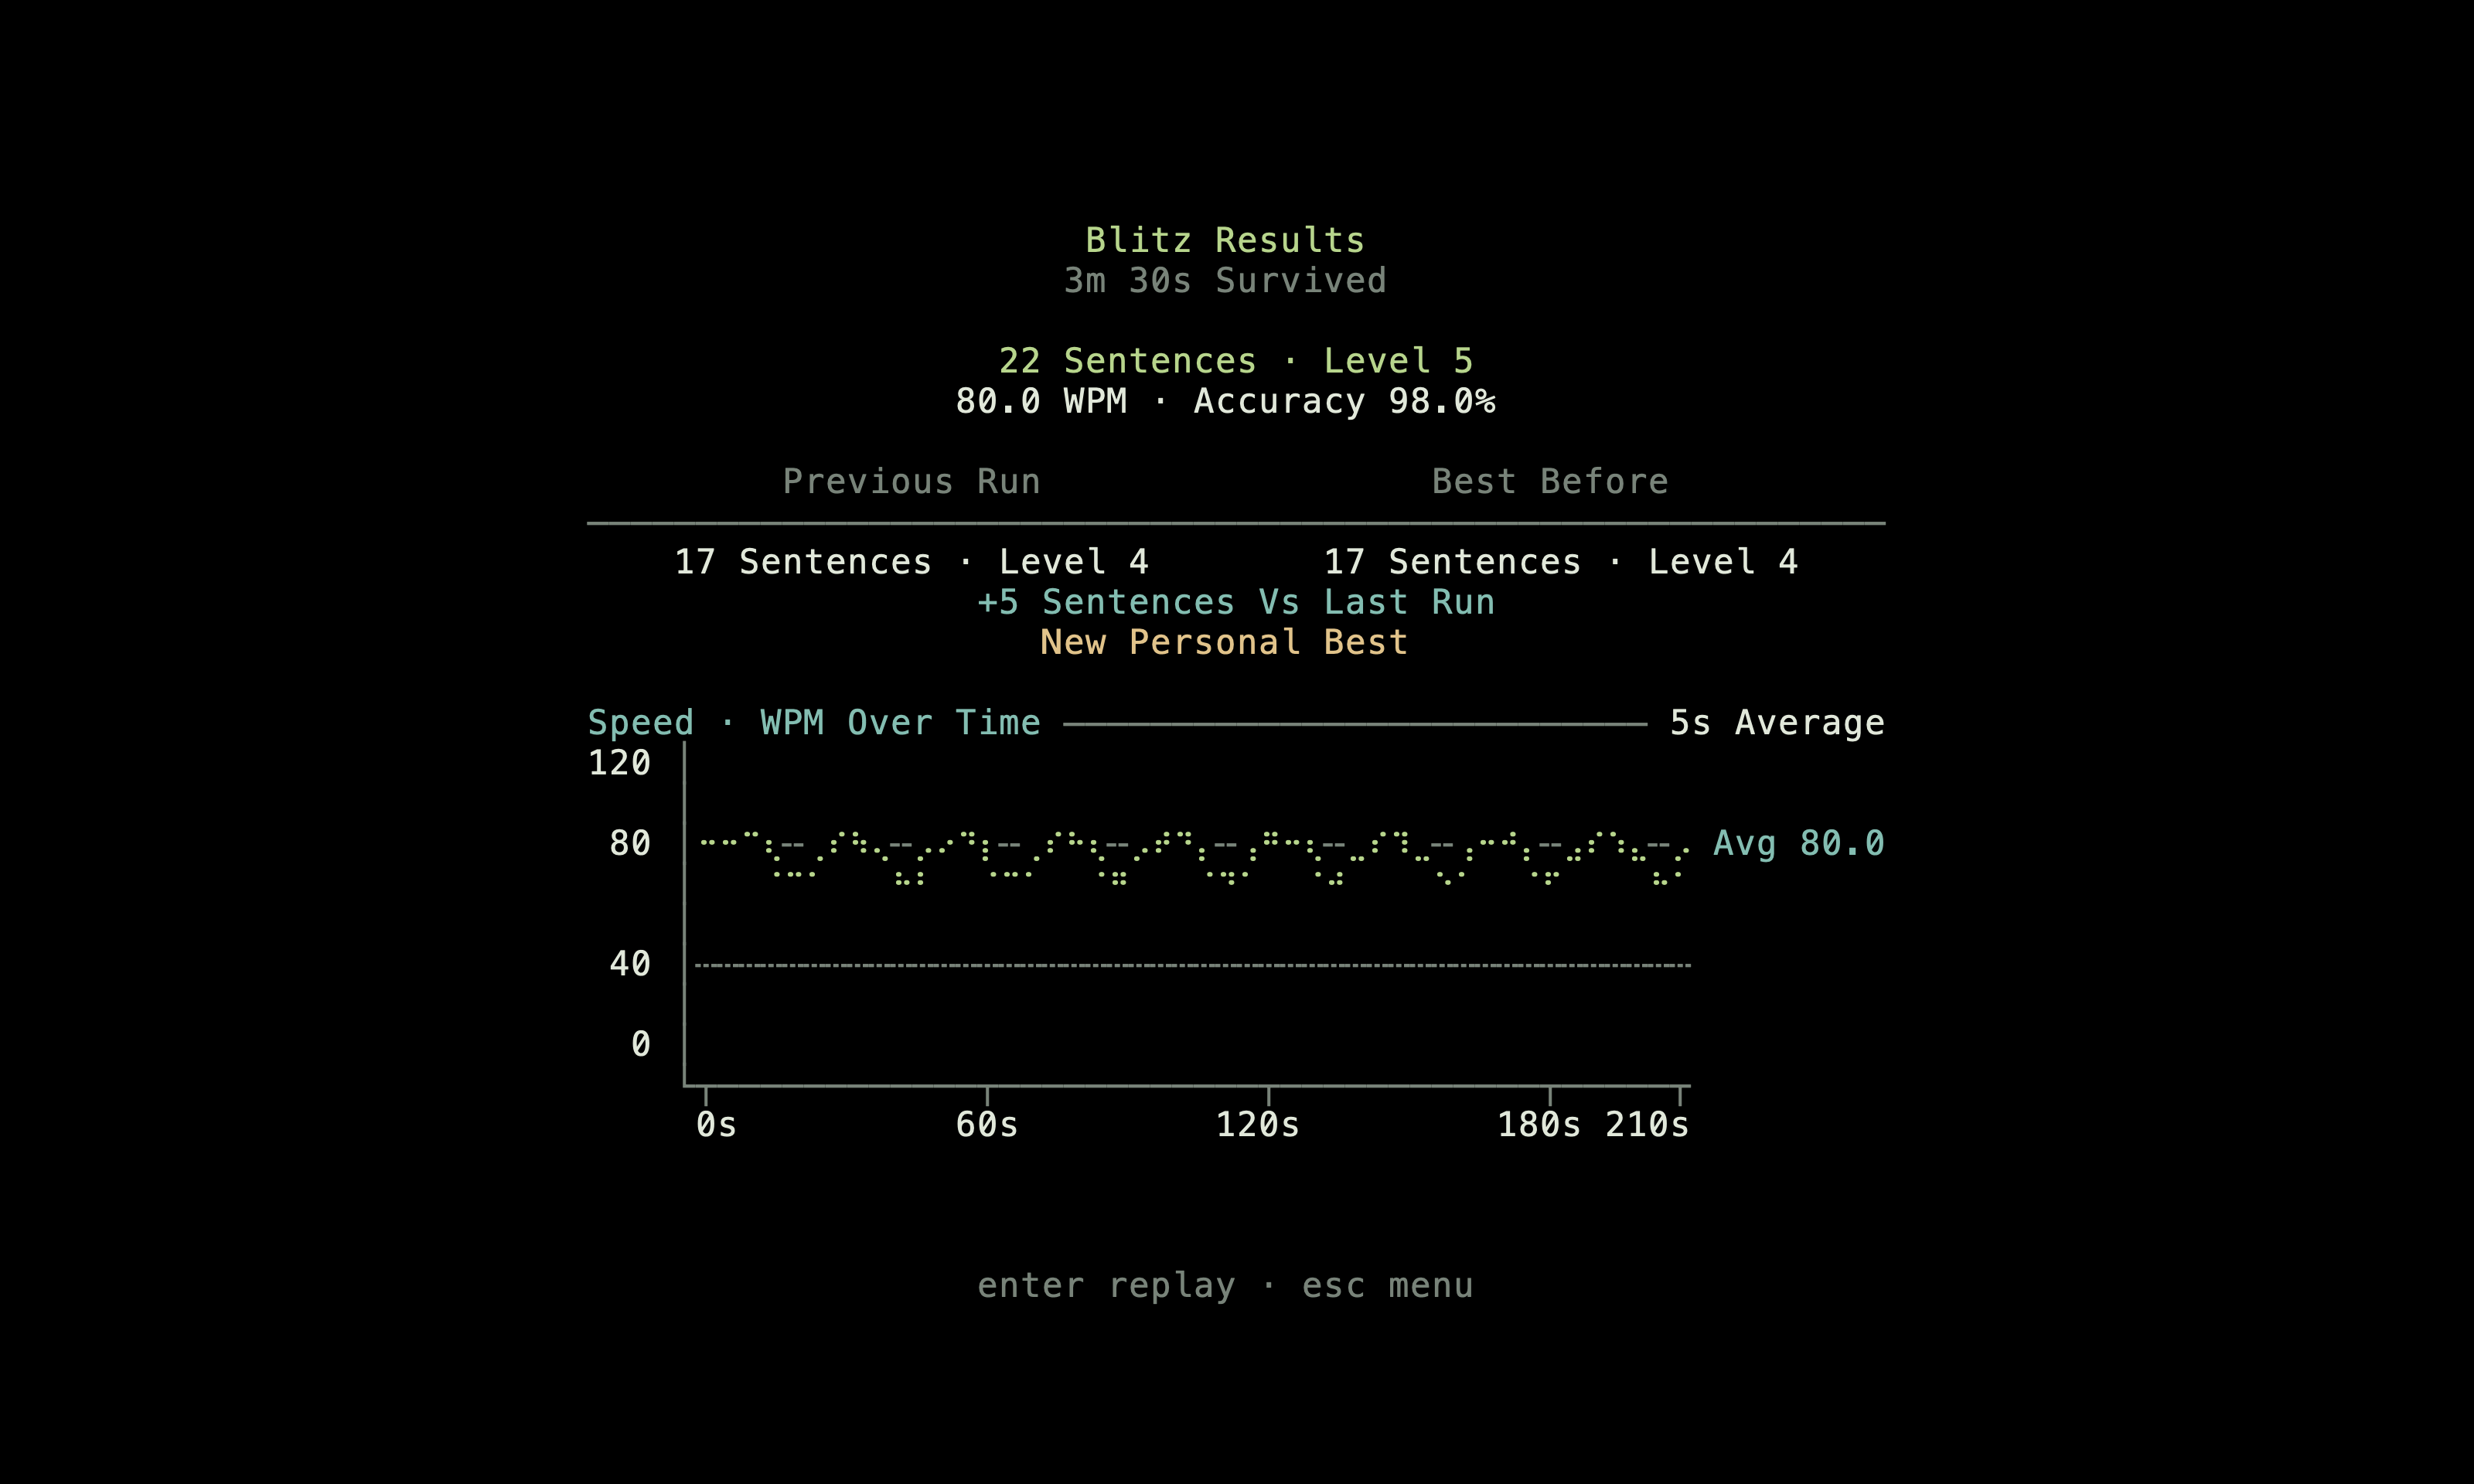 Blitz Results
3m 30s Survived
22 Sentences · Level 5
80.0 WPM · Accuracy 98.0%
Previous Run Best Before
17 Sentences · Level 4 17 Sentences · Level 4
+5 Sentences Vs Last Run
New Personal Best
Speed · WPM Over Time 5s Average
120
80 Avg 80.0
40
0
0s 60s 120s 180s 210s
enter replay · esc menu